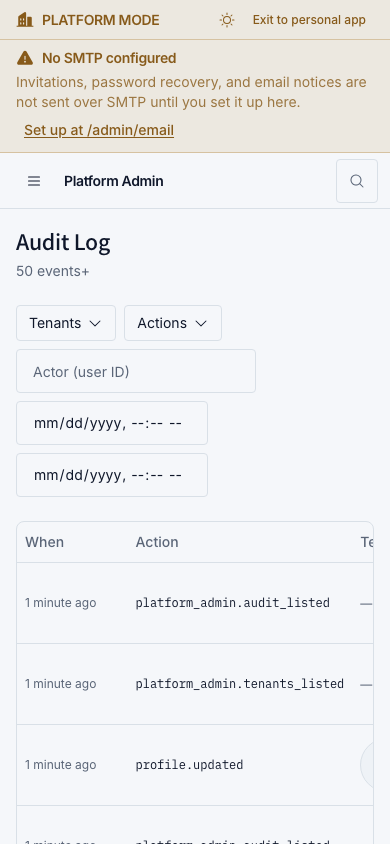 PLATFORM MODE
Exit to personal app
No SMTP configured
Invitations, password recovery, and email notices are
not sent over SMTP until you set it up here.
Set up at /admin/email
Platform Admin
Audit Log
50 events+
Tenants
Actions
Actor (user ID)
mm/dd/yyyy, --:-- --
mm/dd/yyyy, --:-- --
When Action
1 minute ago platform_admin.audit_listed —
1 minute ago platform_admin.tenants_listed —
1 minute ago profile.updated